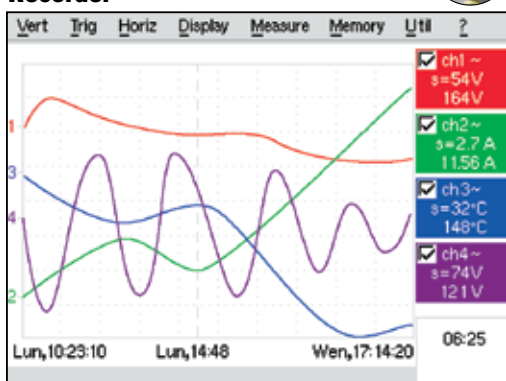 Recorder
Vert Trig Horiz Display Measure Memory Util ?
ch1 ~
s=54V
164V
1
ch2~
s=2.7 A
11.56 A
3
ch3~
s=32°C
148°C
4
ch4~
s=74V
121V
2
06:25
Lun,10:23:10 Lun,14:48 Wen,17:14:20